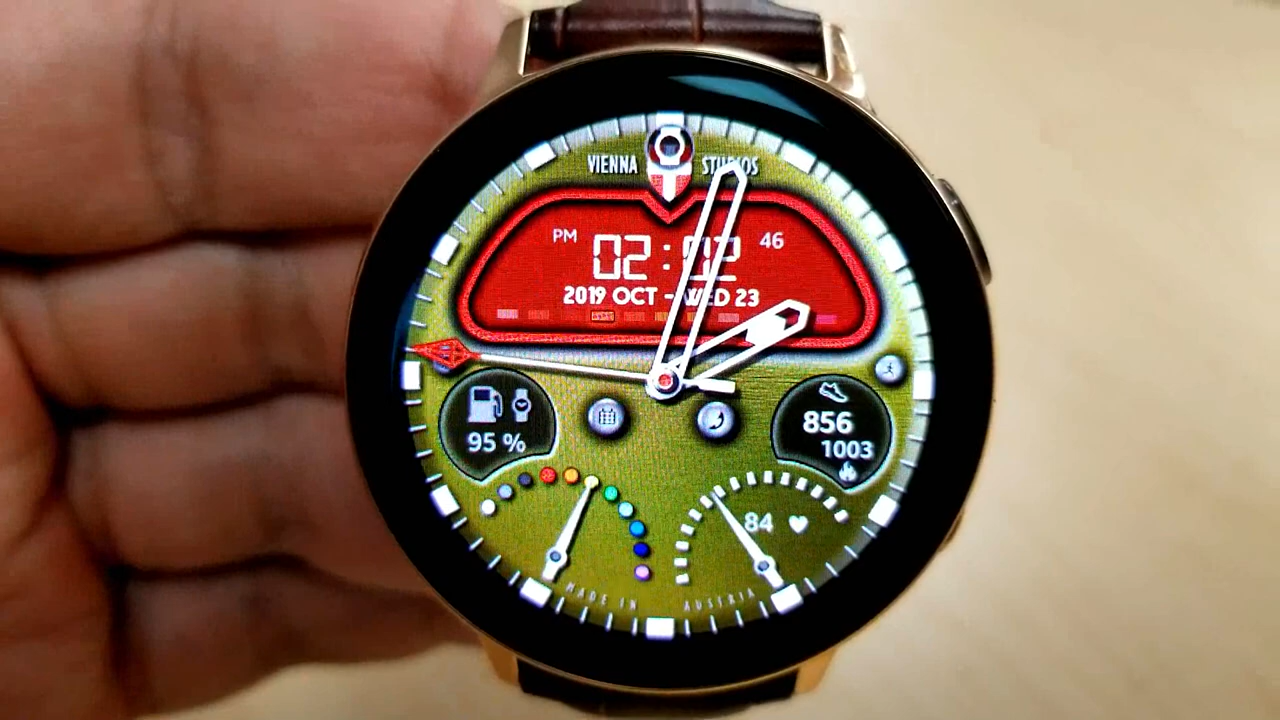 VIENNA STUDIOS
PM 02:02 46
2019 OCT - WED 23
95 %
856
1003
84
MADE IN AUSTRIA